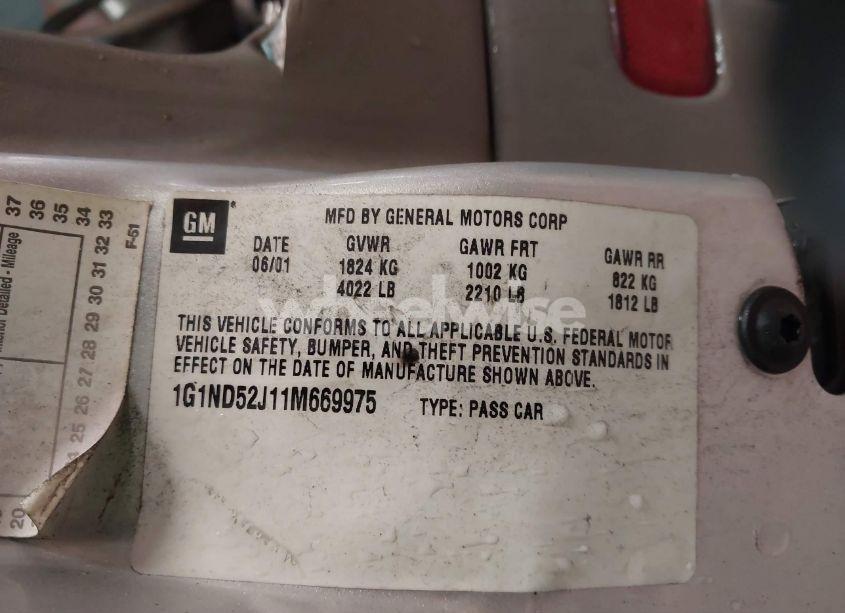 GM
MFD BY GENERAL MOTORS CORP
DATE GVWR GAWR FRT GAWR RR
06/01 1824 KG 1002 KG 822 KG
4022 LB 2210 LB 1812 LB
THIS VEHICLE CONFORMS TO ALL APPLICABLE U.S. FEDERAL MOTOR
VEHICLE SAFETY, BUMPER, AND THEFT PREVENTION STANDARDS IN
EFFECT ON THE DATE OF MANUFACTURE SHOWN ABOVE.
1G1ND52J11M669975 TYPE: PASS CAR
wheelwise
37
36
35
34
33
32
31
30
29
28
27
26
25
20
F-51
Detailed - Mileage